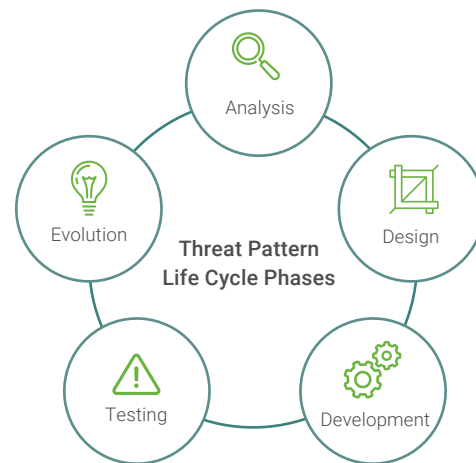 Analysis
Evolution
Design
Threat Pattern
Life Cycle Phases
Testing
Development